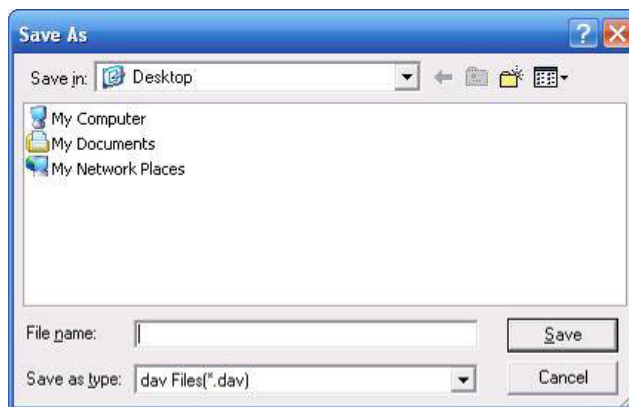 Save As
Save in: Desktop
My Computer
My Documents
My Network Places
File name:
Save
Save as type: dav Files(*.dav)
Cancel